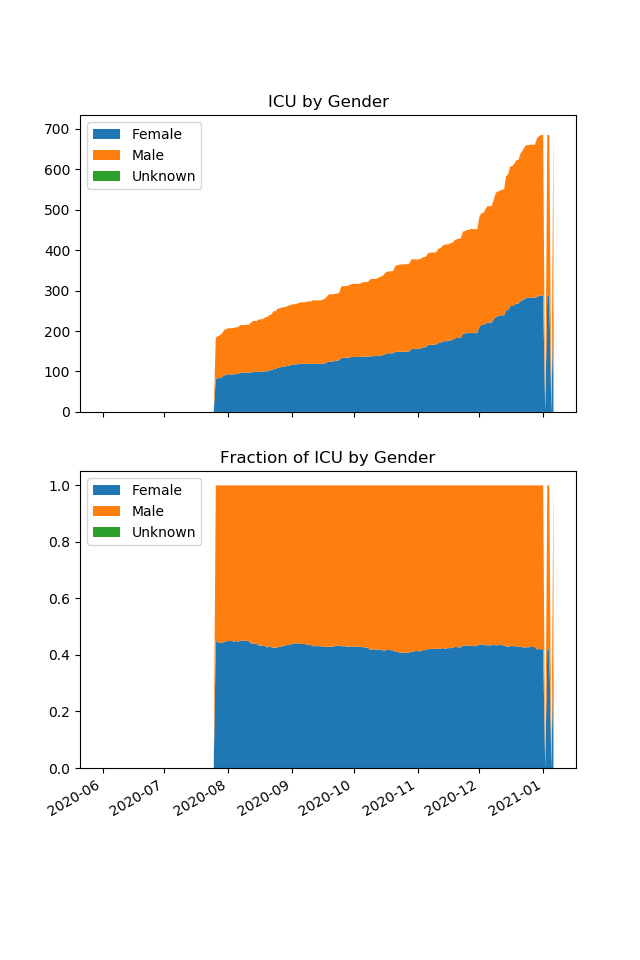 ICU by Gender
Female
Male
Unknown
700
600
500
400
300
200
100
0
Fraction of ICU by Gender
Female
Male
Unknown
1.0
0.8
0.6
0.4
0.2
0.0
2020-06 2020-07 2020-08 2020-09 2020-10 2020-11 2020-12 2021-01